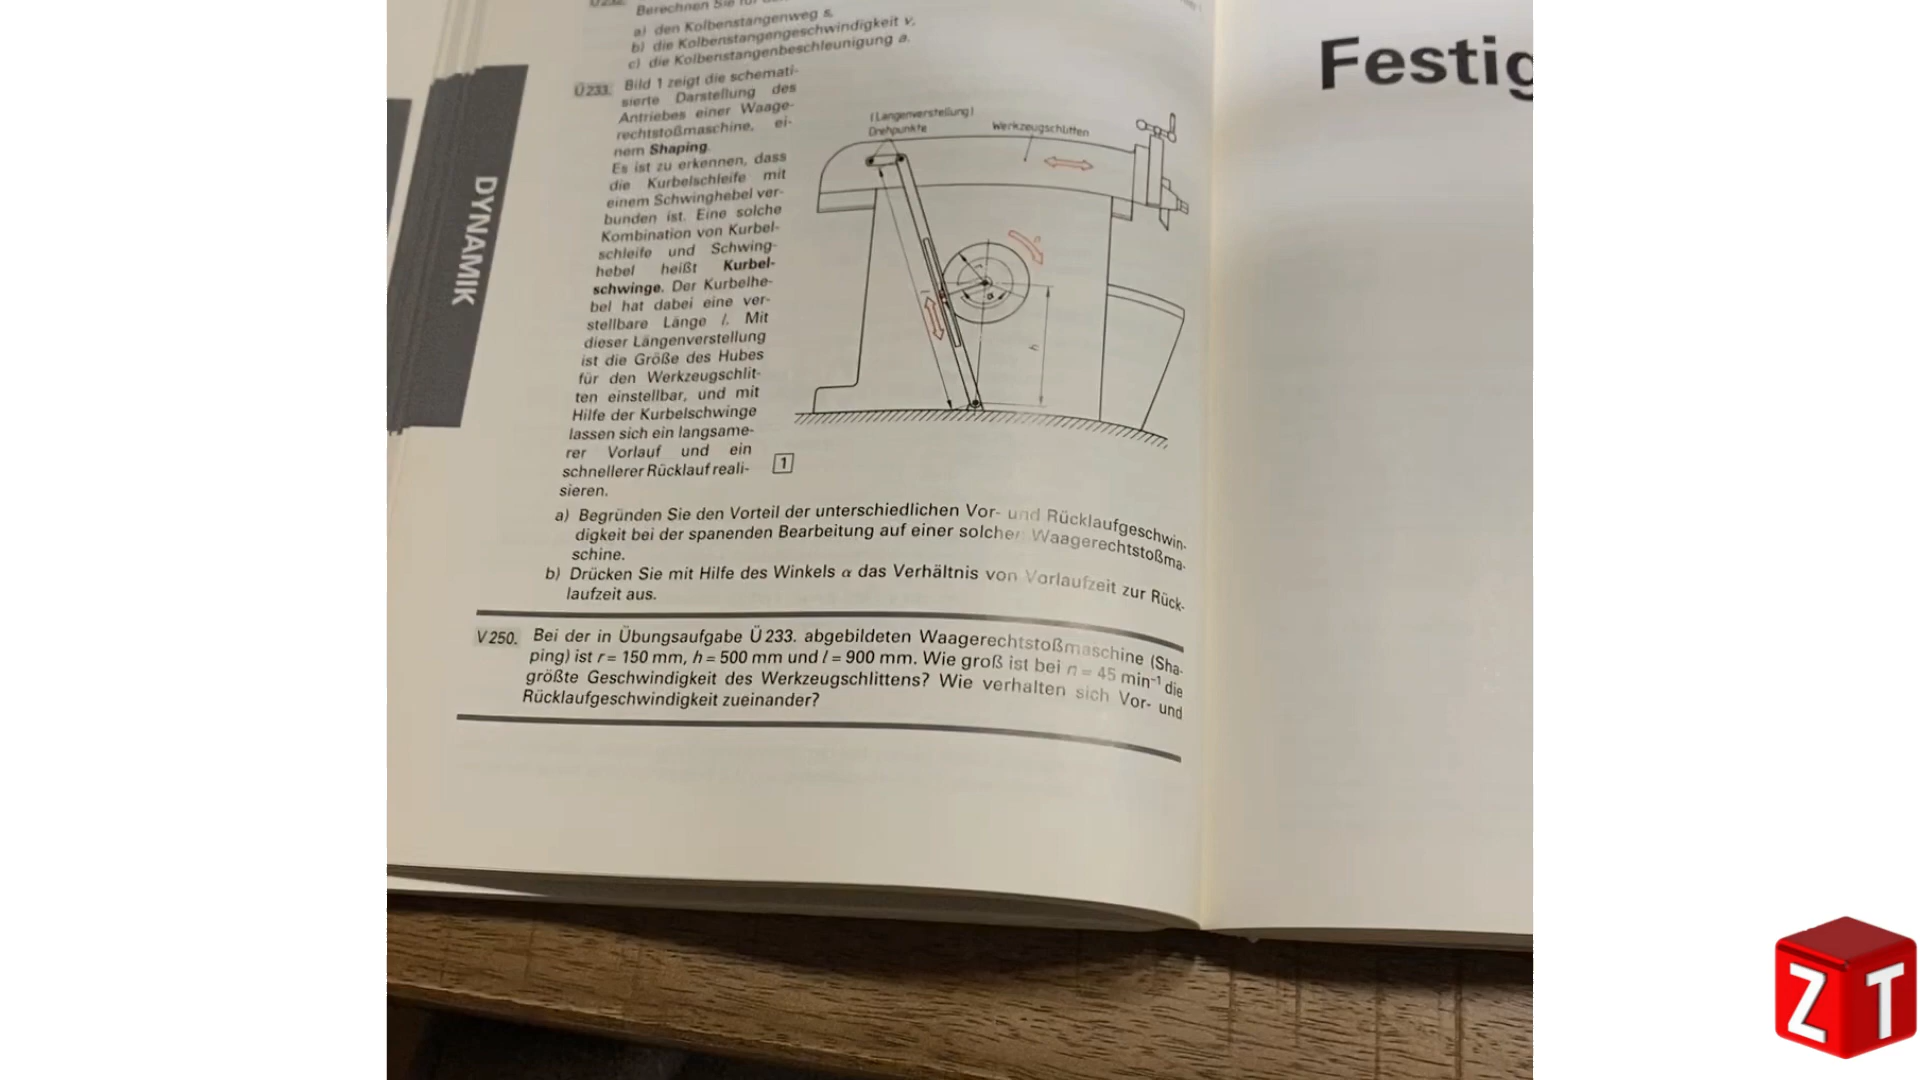 Berechnen Sie für
a) den Kolbenstangenweg s,
b) die Kolbenstangengeschwindigkeit v,
c) die Kolbenstangenbeschleunigung a.
Ü 233. Bild 1 zeigt die schemati-
sierte Darstellung des
Antriebes einer Waage-
rechtstoßmaschine, ei-
nem Shaping.
Es ist zu erkennen, dass
die Kurbelschleife mit
einem Schwinghebel ver-
bunden ist. Eine solche
Kombination von Kurbel-
schleife und Schwing-
hebel heißt Kurbel-
schwinge. Der Kurbelhe-
bel hat dabei eine ver-
stellbare Länge l. Mit
dieser Längenverstellung
ist die Größe des Hubes
für den Werkzeugschlit-
ten einstellbar, und mit
Hilfe der Kurbelschwinge
lassen sich ein langsame-
rer Vorlauf und ein
schnellerer Rücklauf reali-
sieren.
(Längenverstellung)
Drehpunkte
Werkzeugschlitten
n
r
α
l
h
1
a) Begründen Sie den Vorteil der unterschiedlichen Vor- und Rücklaufgeschwin-
digkeit bei der spanenden Bearbeitung auf einer solchen Waagerechtstoßma-
schine.
b) Drücken Sie mit Hilfe des Winkels α das Verhältnis von Vorlaufzeit zur Rück-
laufzeit aus.
V 250. Bei der in Übungsaufgabe Ü 233. abgebildeten Waagerechtstoßmaschine (Sha-
ping) ist r = 150 mm, h = 500 mm und l = 900 mm. Wie groß ist bei n = 45 min⁻¹ die
größte Geschwindigkeit des Werkzeugschlittens? Wie verhalten sich Vor- und
Rücklaufgeschwindigkeit zueinander?
DYNAMIK
Festig
ZT